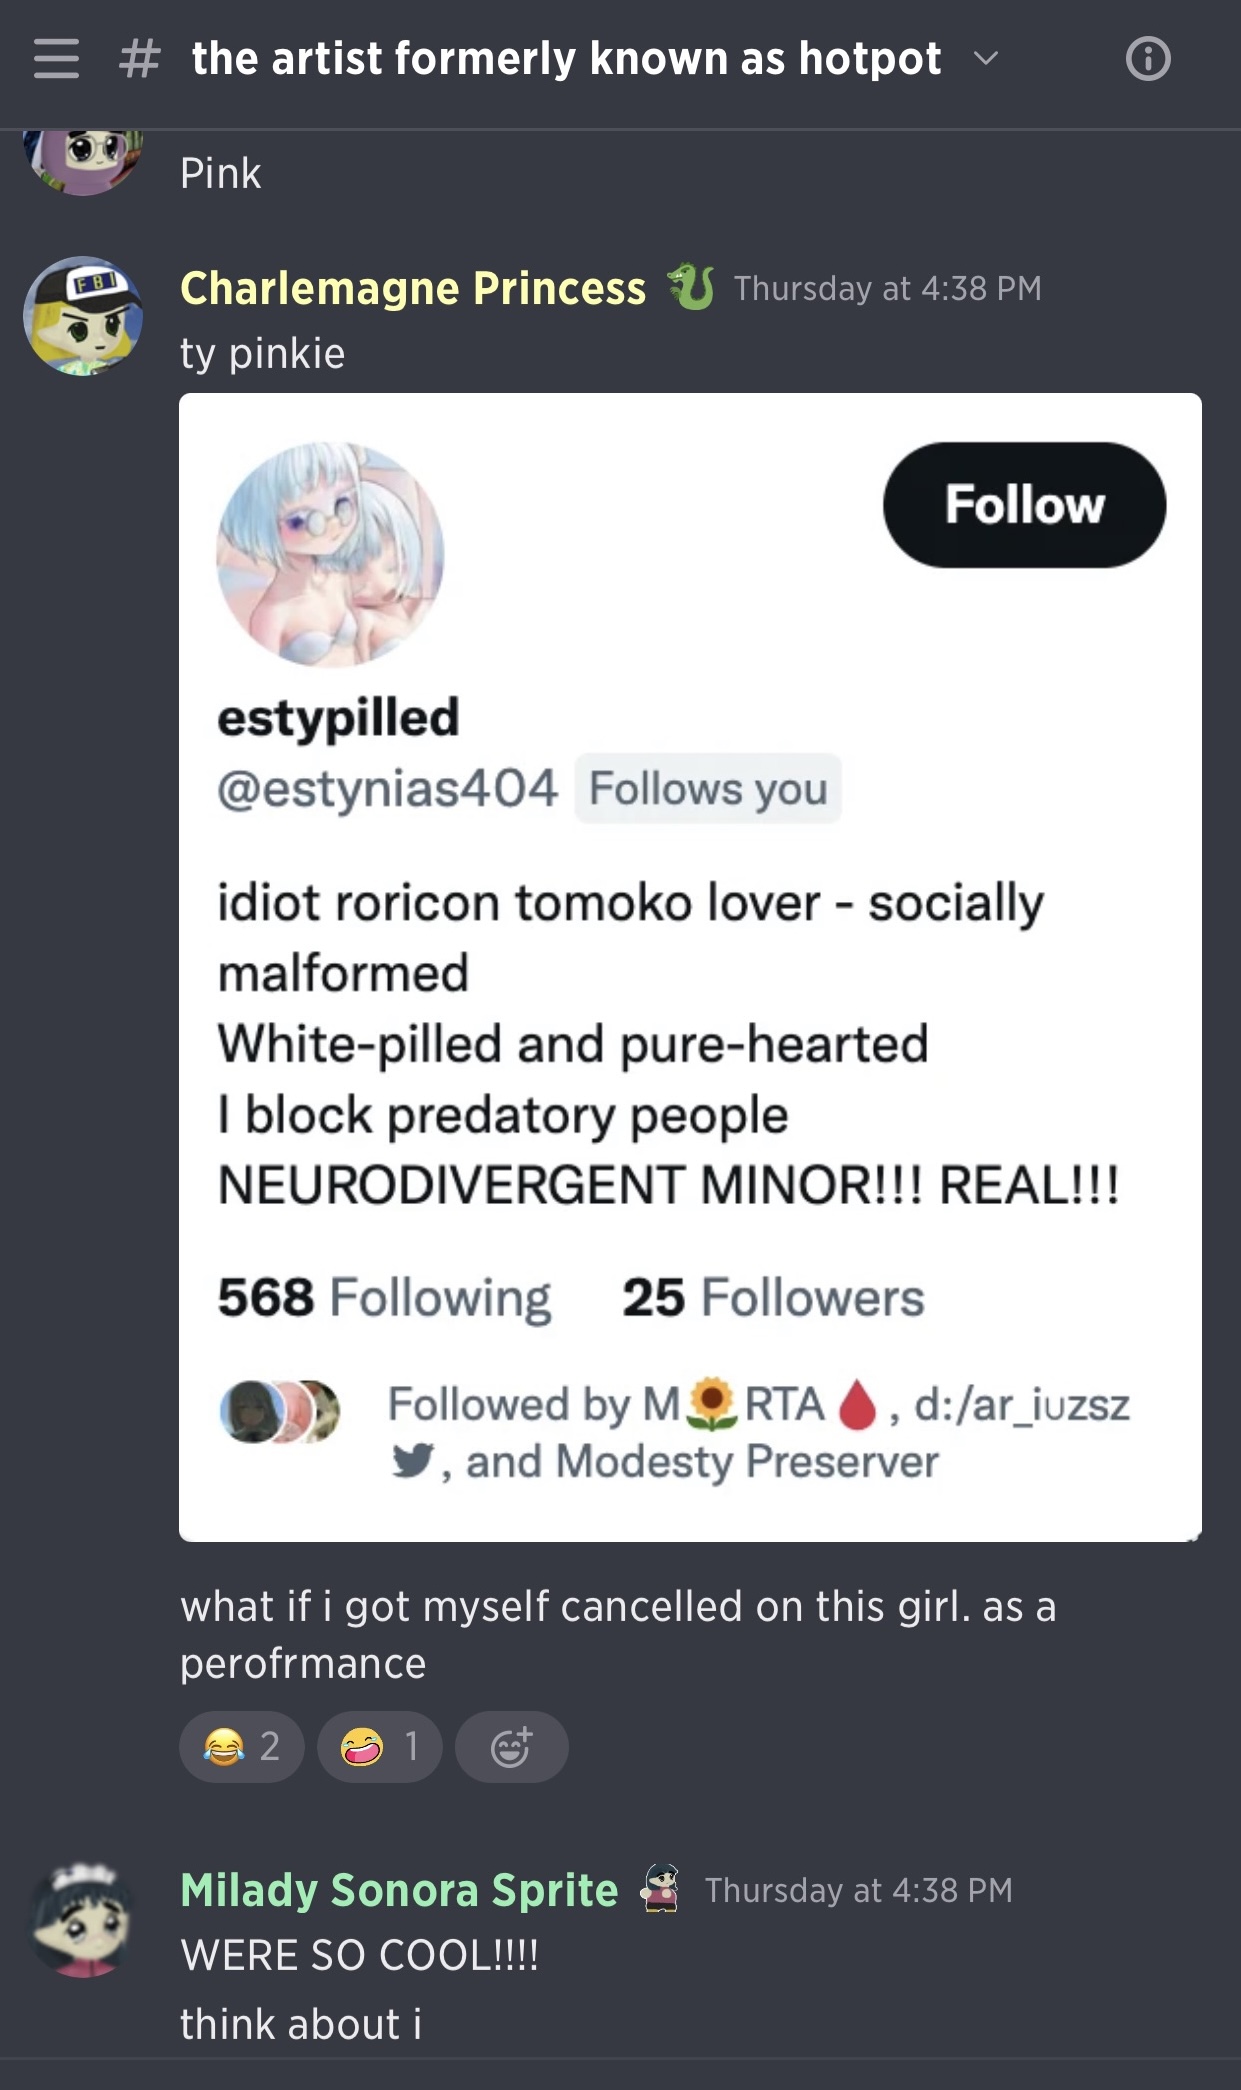 # the artist formerly known as hotpot
Pink
Charlemagne Princess 🐉 Thursday at 4:38 PM
FBI
ty pinkie
Follow
estypilled
@estynias404 Follows you
idiot roricon tomoko lover - socially
malformed
White-pilled and pure-hearted
I block predatory people
NEURODIVERGENT MINOR!!! REAL!!!
568 Following 25 Followers
Followed by M🌻RTA🩸, d:/ar_iuzsz
, and Modesty Preserver
what if i got myself cancelled on this girl. as a
perofrmance
😂 2 🤣 1
Milady Sonora Sprite Thursday at 4:38 PM
WERE SO COOL!!!!
think about i